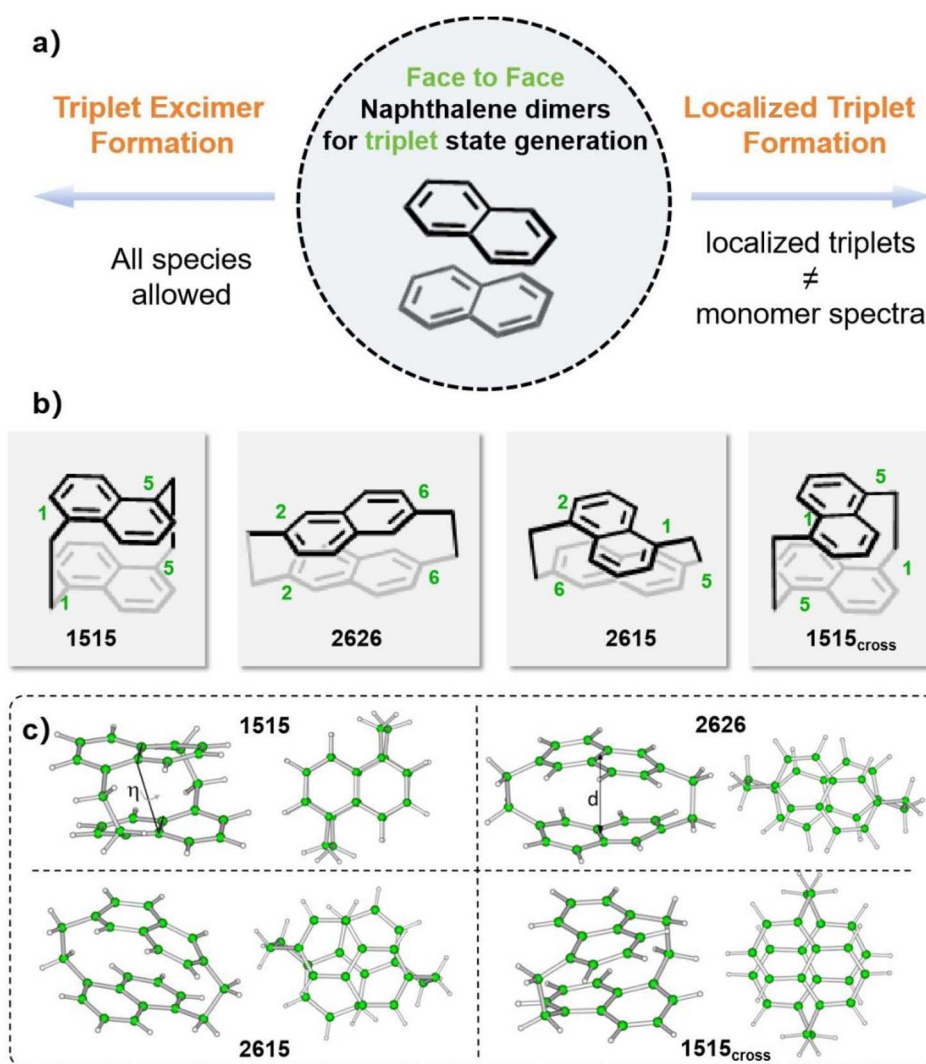 a)
Face to Face
Naphthalene dimers
for triplet state generation
Triplet Excimer
Formation
All species
allowed
Localized Triplet
Formation
localized triplets
≠
monomer spectra
b)
5
1
5
1
1515
2
6
2
6
2626
2
1
6
5
2615
5
1
1
5
1515cross
c)
1515
η
2626
d
2615
1515cross